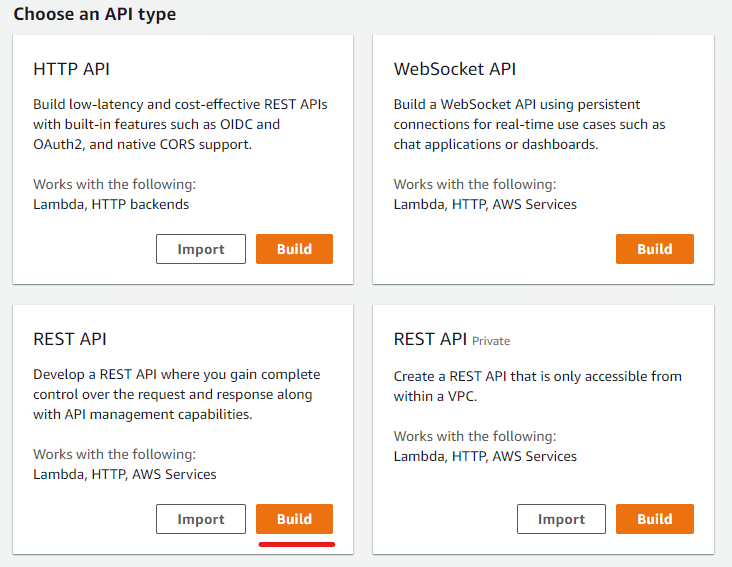 Choose an API type
HTTP API
Build low-latency and cost-effective REST APIs
with built-in features such as OIDC and
OAuth2, and native CORS support.
Works with the following:
Lambda, HTTP backends
Import
Build
WebSocket API
Build a WebSocket API using persistent
connections for real-time use cases such as
chat applications or dashboards.
Works with the following:
Lambda, HTTP, AWS Services
Build
REST API
Develop a REST API where you gain complete
control over the request and response along
with API management capabilities.
Works with the following:
Lambda, HTTP, AWS Services
Import
Build
REST API Private
Create a REST API that is only accessible from
within a VPC.
Works with the following:
Lambda, HTTP, AWS Services
Import
Build